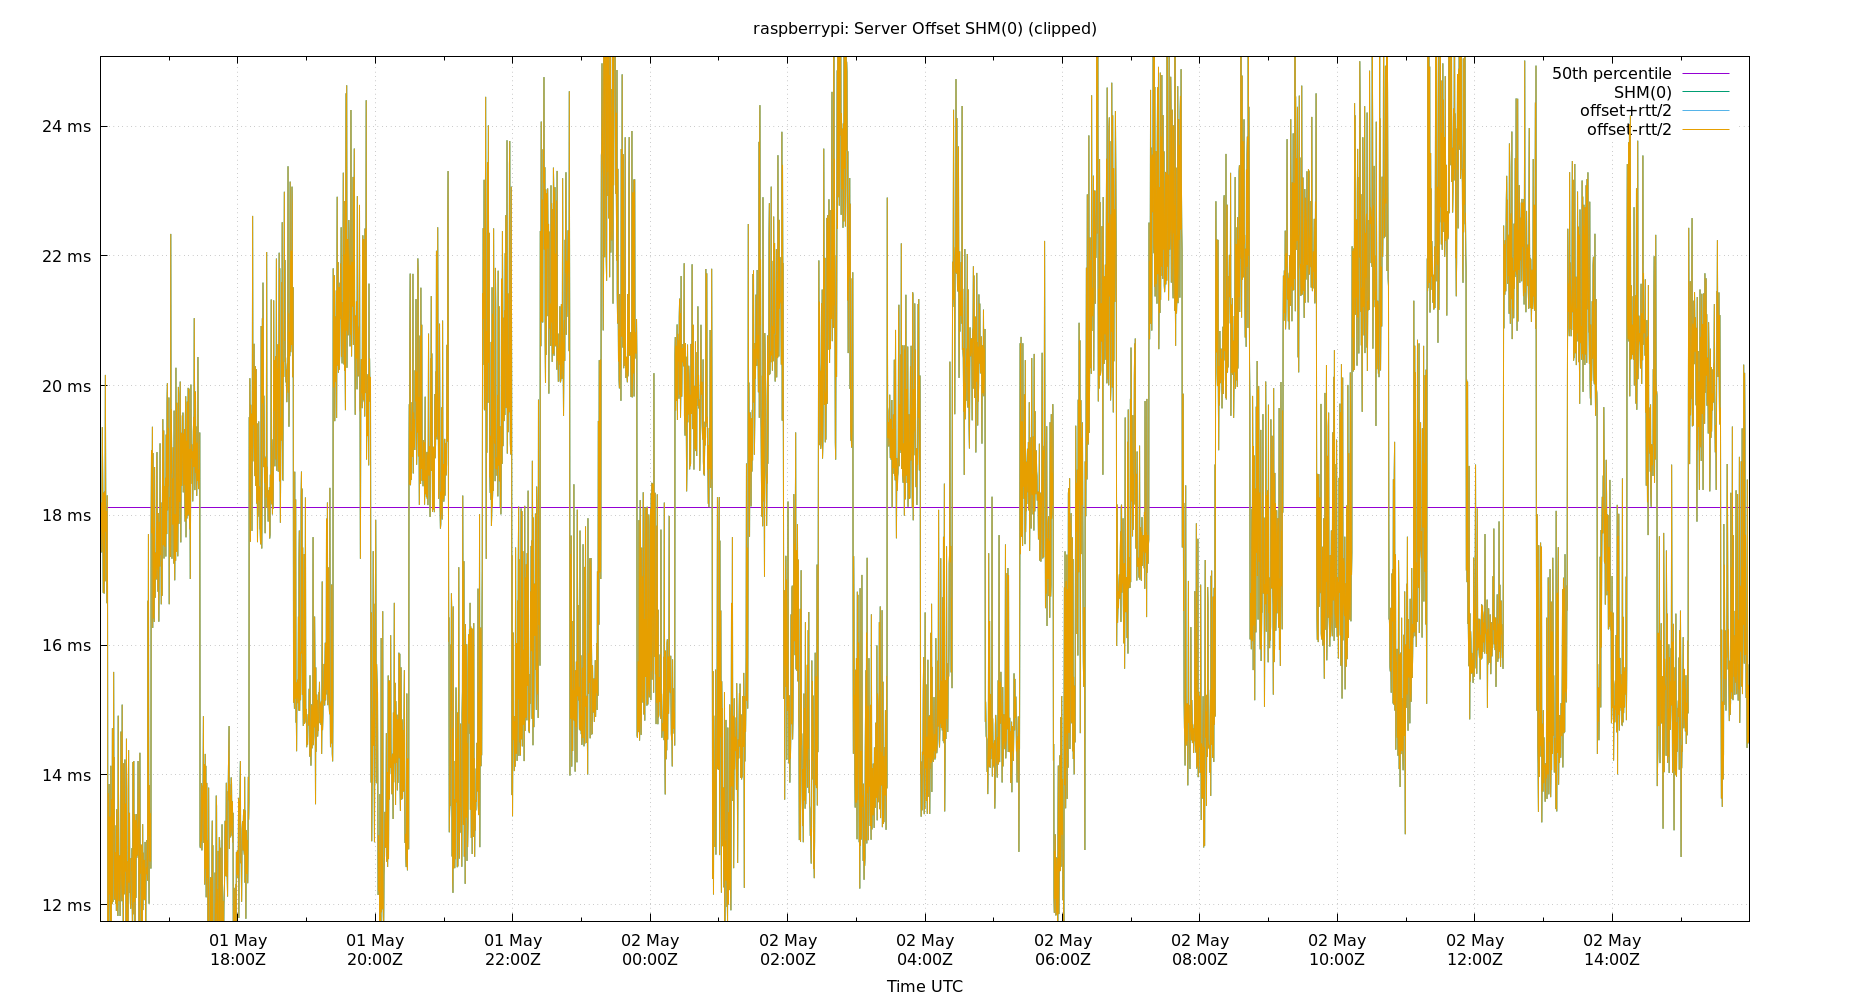 raspberrypi: Server Offset SHM(0) (clipped)
50th percentile
SHM(0)
offset+rtt/2
offset-rtt/2
24 ms
22 ms
20 ms
18 ms
16 ms
14 ms
12 ms
01 May 01 May 01 May 02 May 02 May 02 May 02 May 02 May 02 May 02 May 02 May
18:00Z 20:00Z 22:00Z 00:00Z 02:00Z 04:00Z 06:00Z 08:00Z 10:00Z 12:00Z 14:00Z
Time UTC